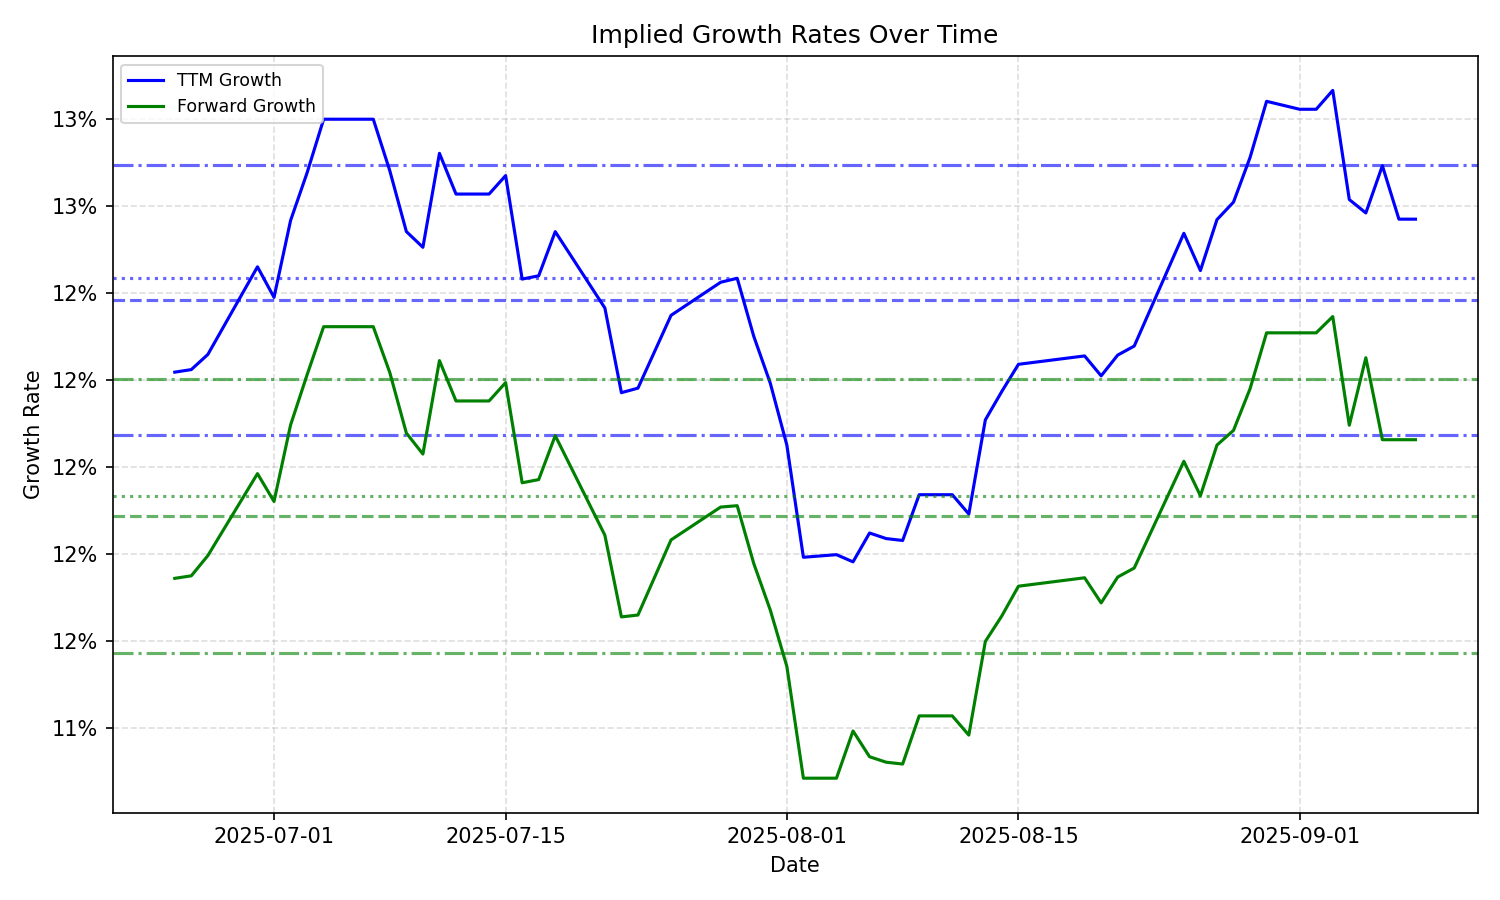 Implied Growth Rates Over Time
TTM Growth
Forward Growth
13%
13%
12%
12%
12%
12%
12%
11%
Growth Rate
2025-07-01
2025-07-15
2025-08-01
2025-08-15
2025-09-01
Date